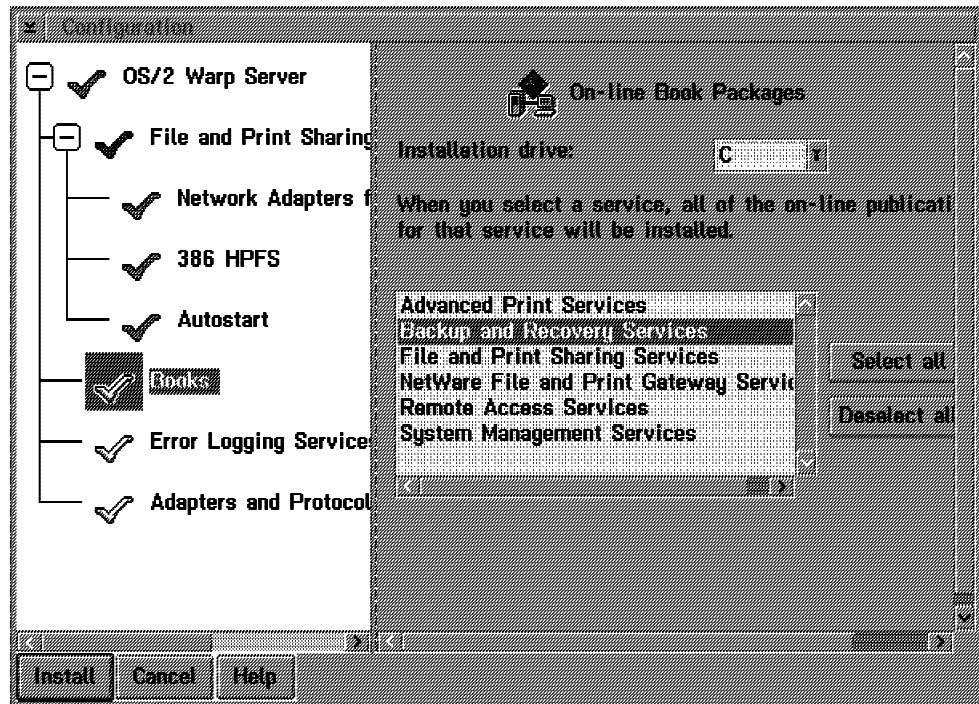 Configuration
OS/2 Warp Server
File and Print Sharing
Network Adapters f
386 HPFS
Autostart
Books
Error Logging Services
Adapters and Protocol
On-line Book Packages
Installation drive:
C
When you select a service, all of the on-line publicati
for that service will be installed.
Advanced Print Services
Backup and Recovery Services
File and Print Sharing Services
NetWare File and Print Gateway Servic
Remote Access Services
System Management Services
Select all
Deselect all
Install
Cancel
Help